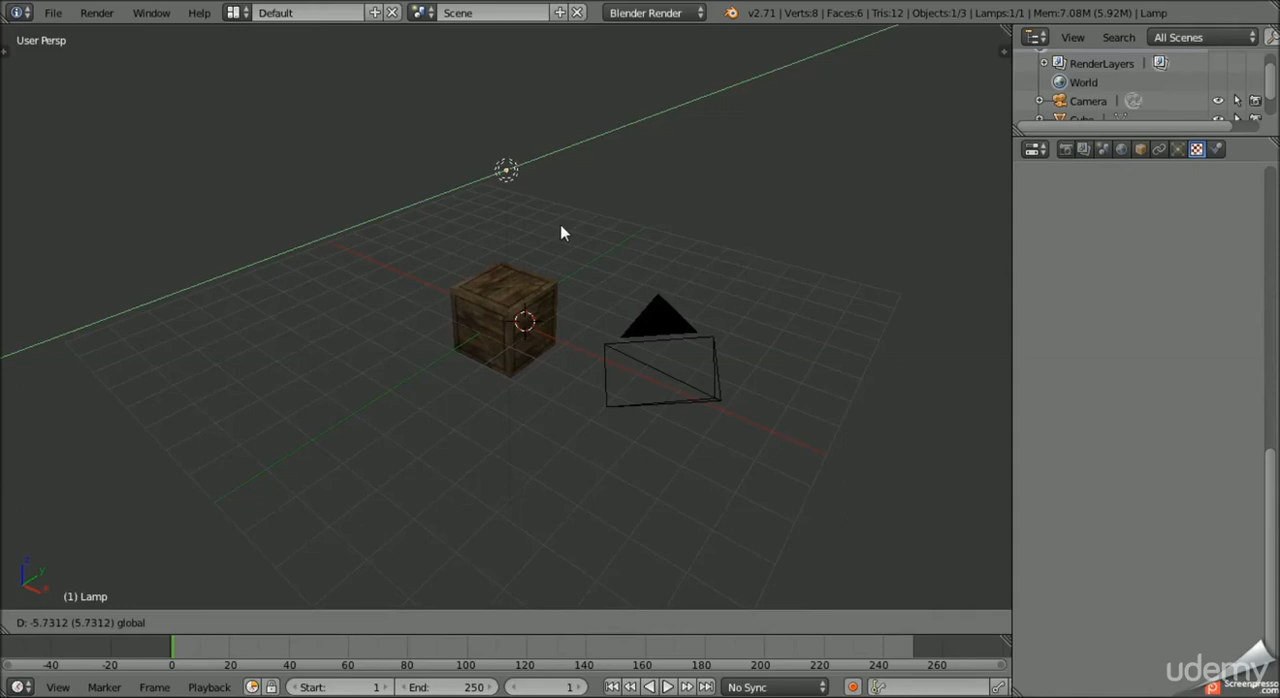 File Render Window Help Default Scene Blender Render v2.71 | Verts:8 | Faces:6 | Tris:12 | Objects:1/3 | Lamps:1/1 | Mem:7.08M (5.92M) | Lamp
User Persp
View Search All Scenes
RenderLayers
World
Camera
Cube
(1) Lamp
D: -5.7312 (5.7312) global
-40 -20 0 20 40 60 80 100 120 140 160 180 200 220 240 260
View Marker Frame Playback Start: 1 End: 250 1 No Sync
udemy
Screenpresso